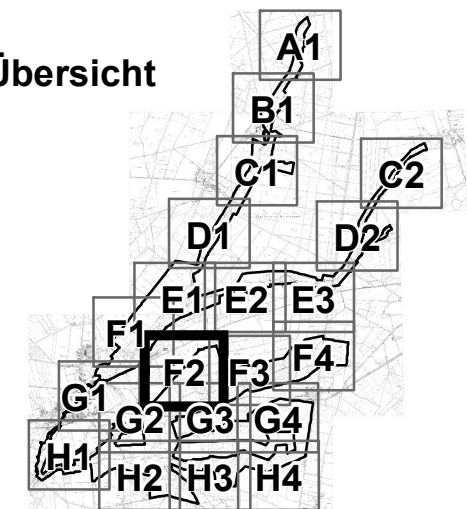 Übersicht
A1
B1
C1 C2
D1 D2
E1 E2 E3
F1 F2 F3 F4
G1 G2 G3 G4
H1 H2 H3 H4